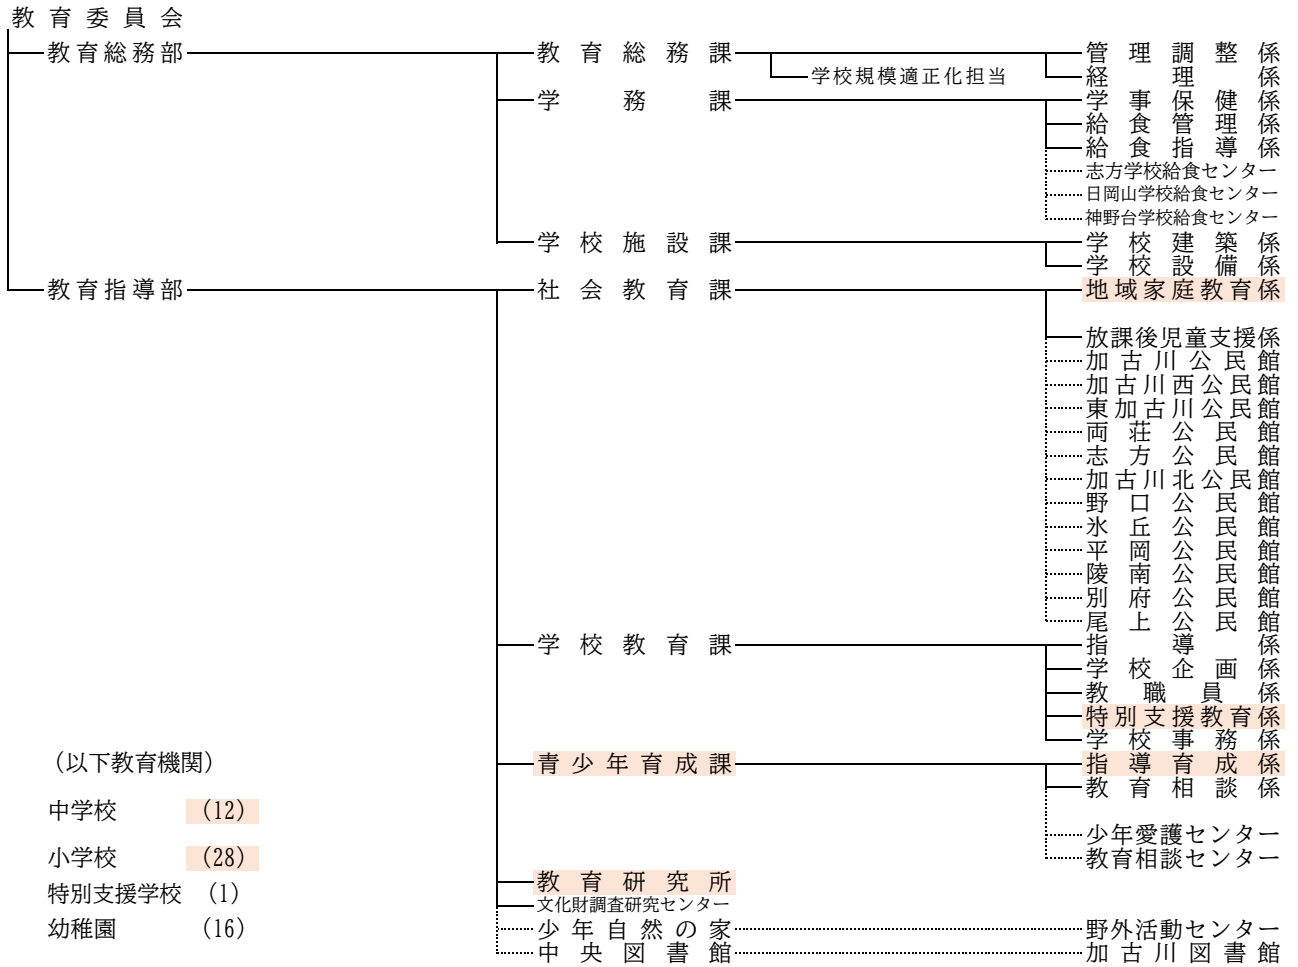 教育委員会
教育総務部 教育総務課 管理調整係
学校規模適正化担当 経理係
学務課 学事保健係
給食管理係
給食指導係
志方学校給食センター
日岡山学校給食センター
神野台学校給食センター
学校施設課 学校建築係
学校設備係
教育指導部 社会教育課 地域家庭教育係
放課後児童支援係
加古川公民館
加古川西公民館
東加古川公民館
両荘公民館
志方公民館
加古川北公民館
野口公民館
氷丘公民館
平岡公民館
陵南公民館
別府公民館
尾上公民館
学校教育課 指導係
学校企画係
教職員係
特別支援教育係
学校事務係
青少年育成課 指導育成係
教育相談係
少年愛護センター
教育相談センター
教育研究所
文化財調査研究センター
少年自然の家 野外活動センター
中央図書館 加古川図書館
（以下教育機関）
中学校 （12）
小学校 （28）
特別支援学校 （1）
幼稚園 （16）